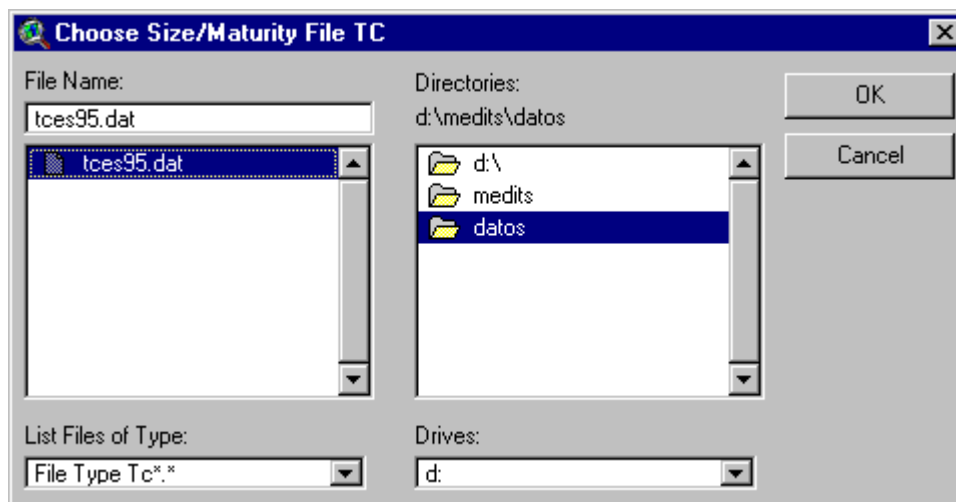 Choose Size/Maturity File TC
File Name:
tces95.dat
tces95.dat
Directories:
d:\medits\datos
d:\
medits
datos
OK
Cancel
List Files of Type:
File Type Tc*.*
Drives:
d: